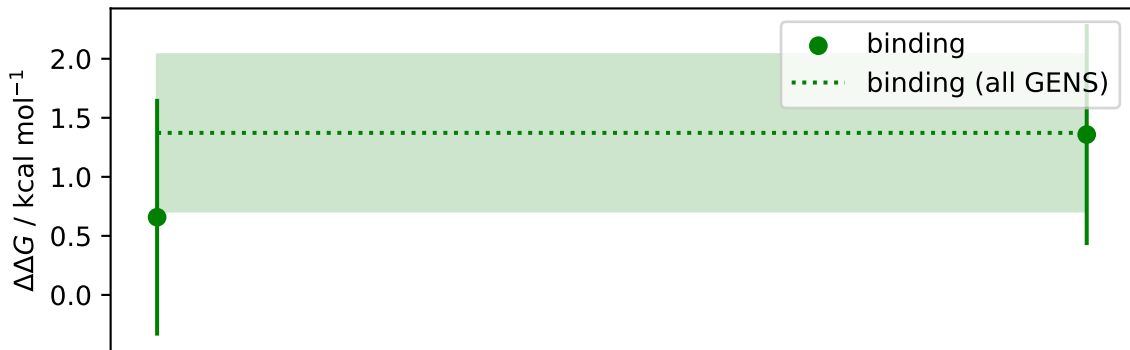 ΔΔG / kcal mol⁻¹
2.0
1.5
1.0
0.5
0.0
binding
binding (all GENS)